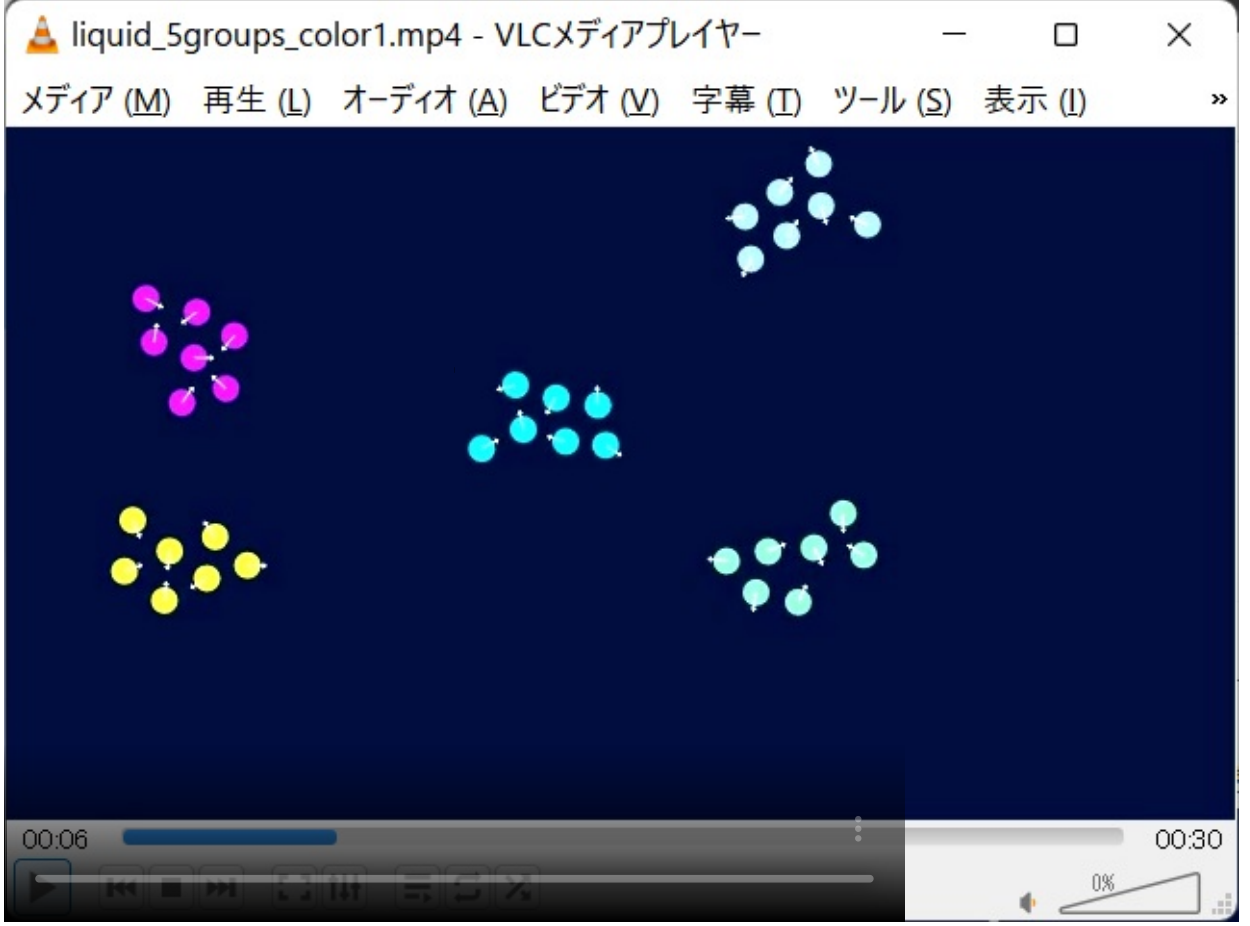 liquid_5groups_color1.mp4 - VLCメディアプレイヤー
メディア (M) 再生 (L) オーディオ (A) ビデオ (V) 字幕 (T) ツール (S) 表示 (I) »
00:06 00:30
0%